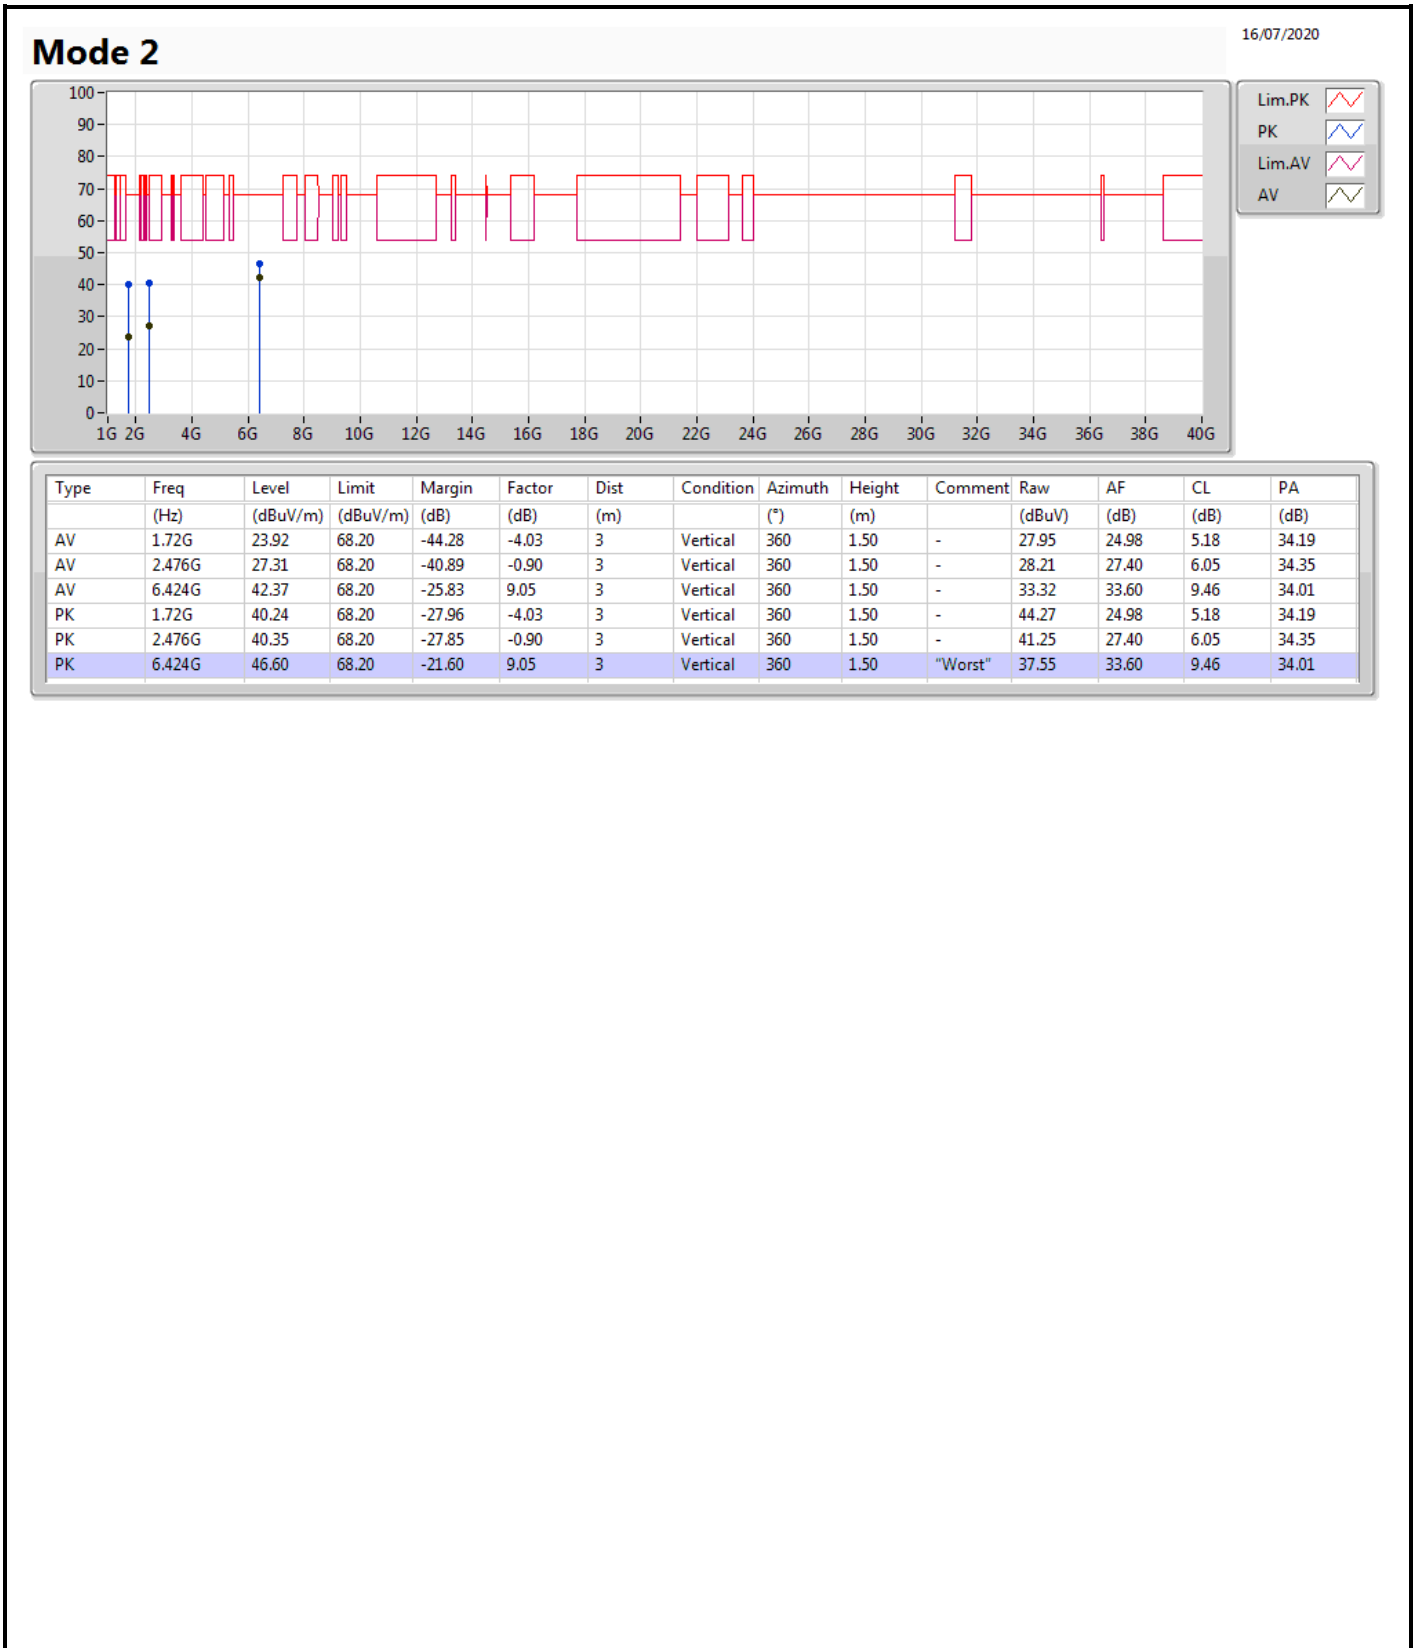 16/07/2020
Mode 2
100
90
80
70
60
50
40
30
20
10
0
1G 2G 4G 6G 8G 10G 12G 14G 16G 18G 20G 22G 24G 26G 28G 30G 32G 34G 36G 38G 40G
Lim.PK
PK
Lim.AV
AV
Type Freq Level Limit Margin Factor Dist Condition Azimuth Height Comment Raw AF CL PA
(Hz) (dBuV/m) (dBuV/m) (dB) (dB) (m) (°) (m) (dBuV) (dB) (dB) (dB)
AV 1.72G 23.92 68.20 -44.28 -4.03 3 Vertical 360 1.50 - 27.95 24.98 5.18 34.19
AV 2.476G 27.31 68.20 -40.89 -0.90 3 Vertical 360 1.50 - 28.21 27.40 6.05 34.35
AV 6.424G 42.37 68.20 -25.83 9.05 3 Vertical 360 1.50 - 33.32 33.60 9.46 34.01
PK 1.72G 40.24 68.20 -27.96 -4.03 3 Vertical 360 1.50 - 44.27 24.98 5.18 34.19
PK 2.476G 40.35 68.20 -27.85 -0.90 3 Vertical 360 1.50 - 41.25 27.40 6.05 34.35
PK 6.424G 46.60 68.20 -21.60 9.05 3 Vertical 360 1.50 "Worst" 37.55 33.60 9.46 34.01